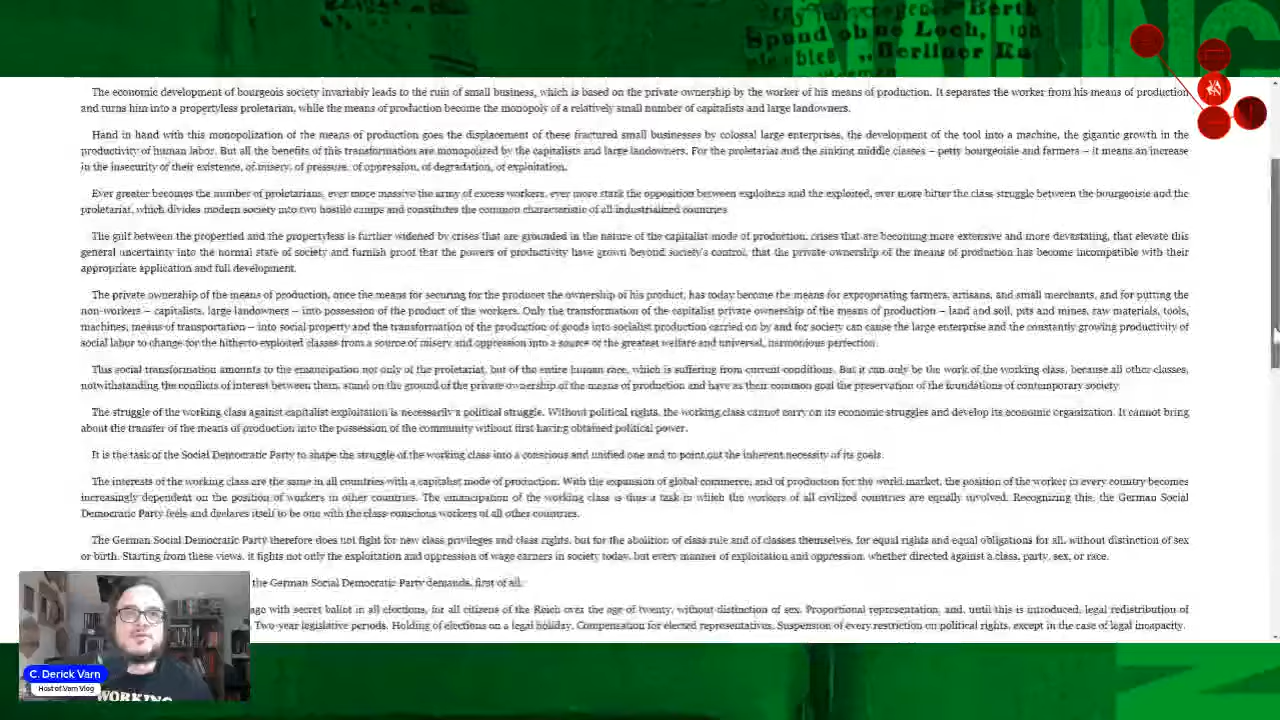 Berth
Spund ohne Loch,
Berliner
The economic development of bourgeois society invariably leads to the ruin of small business, which is based on the private ownership by the worker of his means of production. It separates the worker from his means of production
and turns him into a propertyless proletarian, while the means of production become the monopoly of a relatively small number of capitalists and large landowners.
Hand in hand with this monopolization of the means of production goes the displacement of these fractured small businesses by colossal large enterprises, the development of the tool into a machine, the gigantic growth in the
productivity of human labor. But all the benefits of this transformation are monopolized by the capitalists and large landowners. For the proletariat and the sinking middle classes – petty bourgeoisie and farmers – it means an increase
in the insecurity of their existence, of misery, of pressure, of oppression, of degradation, of exploitation.
Ever greater becomes the number of proletarians, ever more massive the army of excess workers, ever more stark the opposition between exploiters and the exploited, ever more bitter the class struggle between the bourgeoisie and the
proletariat, which divides modern society into two hostile camps and constitutes the common characteristic of all industrialized countries.
The gulf between the propertied and the propertyless is further widened by crises that are grounded in the nature of the capitalist mode of production, crises that are becoming more extensive and more devastating, that elevate this
general uncertainty into the normal state of society and furnish proof that the powers of productivity have grown beyond society's control, that the private ownership of the means of production has become incompatible with their
appropriate application and full development.
The private ownership of the means of production, once the means for securing for the producer the ownership of his product, has today become the means for expropriating farmers, artisans, and small merchants, and for putting the
non-workers – capitalists, large landowners – into possession of the product of the workers. Only the transformation of the capitalist private ownership of the means of production – land and soil, pits and mines, raw materials, tools,
machines, means of transportation – into social property and the transformation of the production of goods into socialist production carried on by and for society can cause the large enterprise and the constantly growing productivity of
social labor to change for the hitherto exploited classes from a source of misery and oppression into a source of the greatest welfare and universal, harmonious perfection.
This social transformation amounts to the emancipation not only of the proletariat, but of the entire human race, which is suffering from current conditions. But it can only be the work of the working class, because all other classes,
notwithstanding the conflicts of interest between them, stand on the ground of the private ownership of the means of production and have as their common goal the preservation of the foundations of contemporary society.
The struggle of the working class against capitalist exploitation is necessarily a political struggle. Without political rights, the working class cannot carry on its economic struggles and develop its economic organization. It cannot bring
about the transfer of the means of production into the possession of the community without first having obtained political power.
It is the task of the Social Democratic Party to shape the struggle of the working class into a conscious and unified one and to point out the inherent necessity of its goals.
The interests of the working class are the same in all countries with a capitalist mode of production. With the expansion of global commerce, and of production for the world market, the position of the worker in every country becomes
increasingly dependent on the position of workers in other countries. The emancipation of the working class is thus a task in which the workers of all civilized countries are equally involved. Recognizing this, the German Social
Democratic Party feels and declares itself to be one with the class conscious workers of all other countries.
The German Social Democratic Party therefore does not fight for new class privileges and class rights, but for the abolition of class rule and of classes themselves, for equal rights and equal obligations for all, without distinction of sex
or birth. Starting from these views, it fights not only the exploitation and oppression of wage earners in society today, but every manner of exploitation and oppression, whether directed against a class, party, sex, or race.
the German Social Democratic Party demands, first of all:
with secret ballot in all elections, for all citizens of the Reich over the age of twenty, without distinction of sex. Proportional representation, and, until this is introduced, legal redistribution of
Two-year legislative periods. Holding of elections on a legal holiday. Compensation for elected representatives. Suspension of every restriction on political rights, except in the case of legal incapacity.
C. Derick Varn
Host of Varn Vlog
WORKING